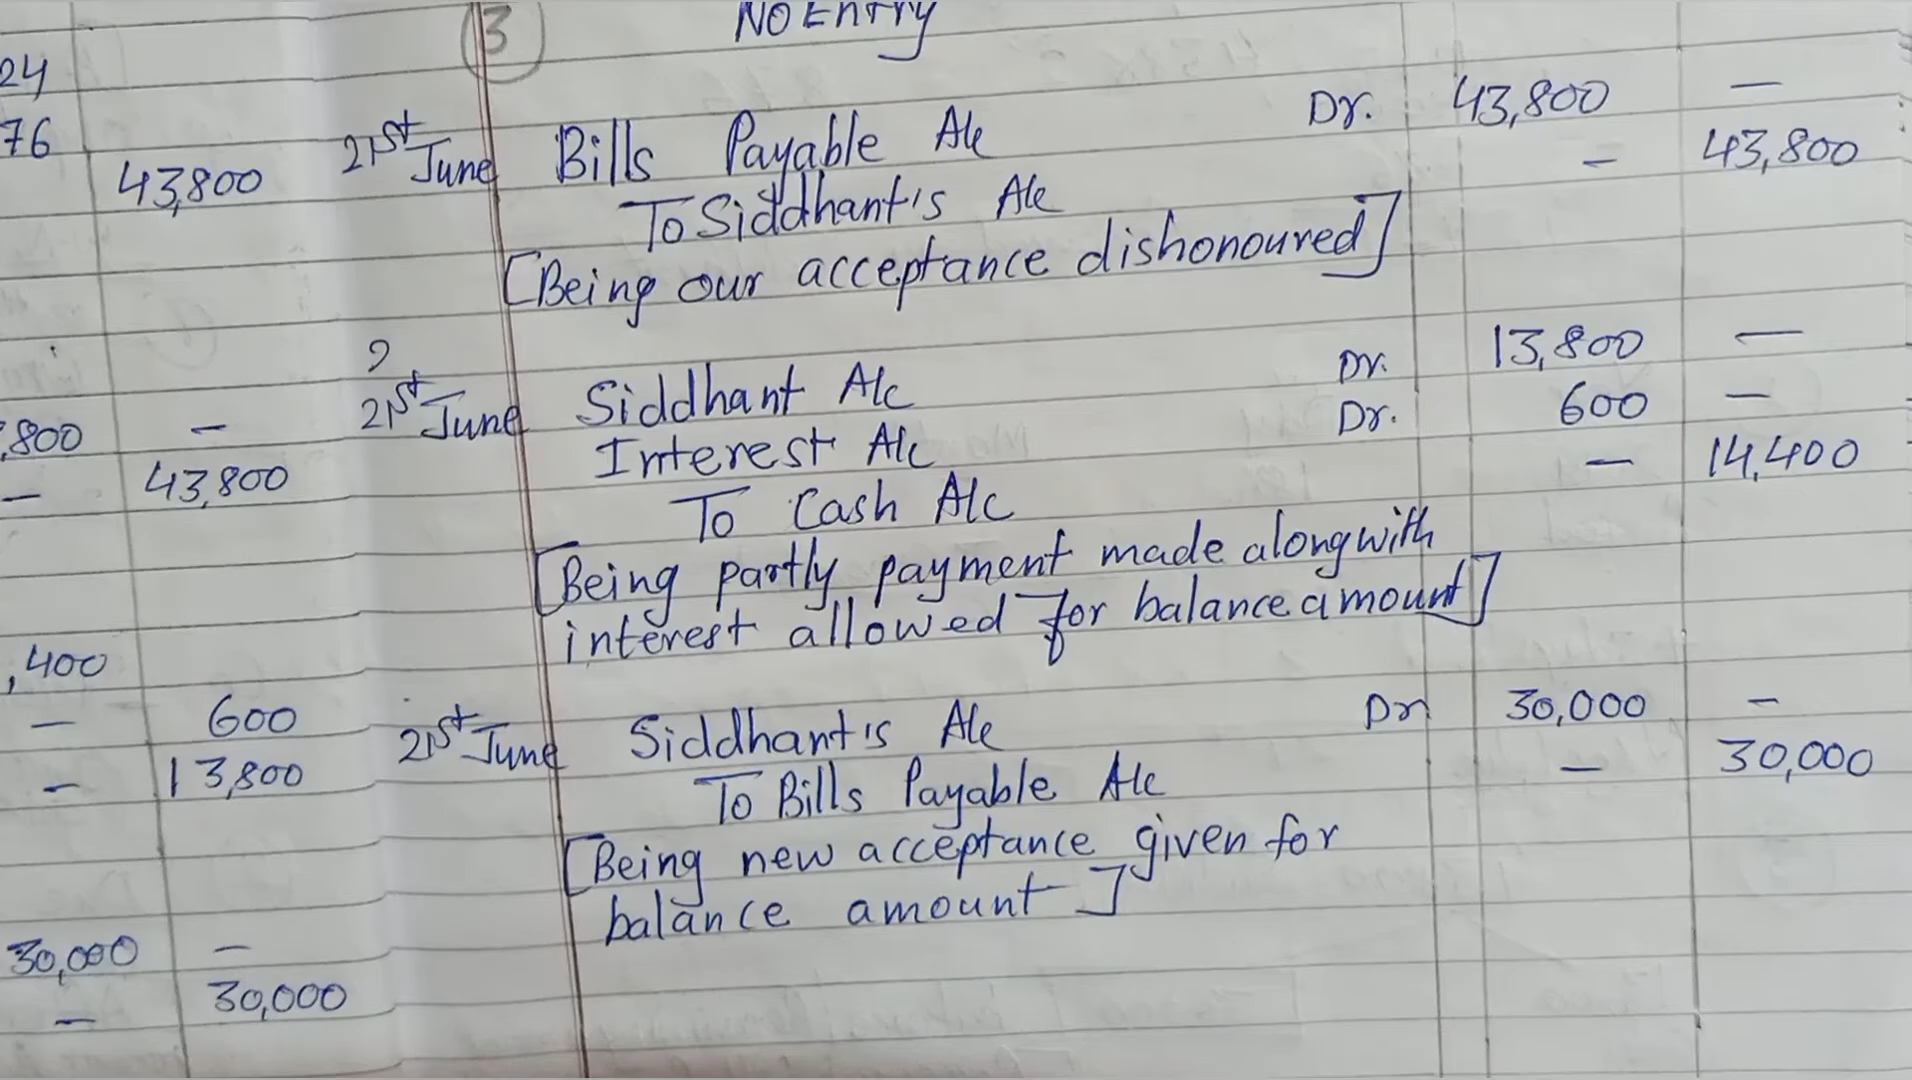 3 No Entry
24
21st June Bills Payable A/c Dr. 43,800 —
76
43,800
To Siddhant's A/c — 43,800
[Being our acceptance dishonoured]
2
21st June Siddhant A/c Dr. 13,800 —
,800 —
Interest A/c Dr. 600 —
— 43,800
To Cash A/c — 14,400
[Being partly payment made alongwith
interest allowed for balance amount]
,400
— 600
21st June Siddhant's A/c Dr 30,000 —
— 13,800
To Bills Payable A/c — 30,000
[Being new acceptance given for
balance amount]
30,000 —
— 30,000